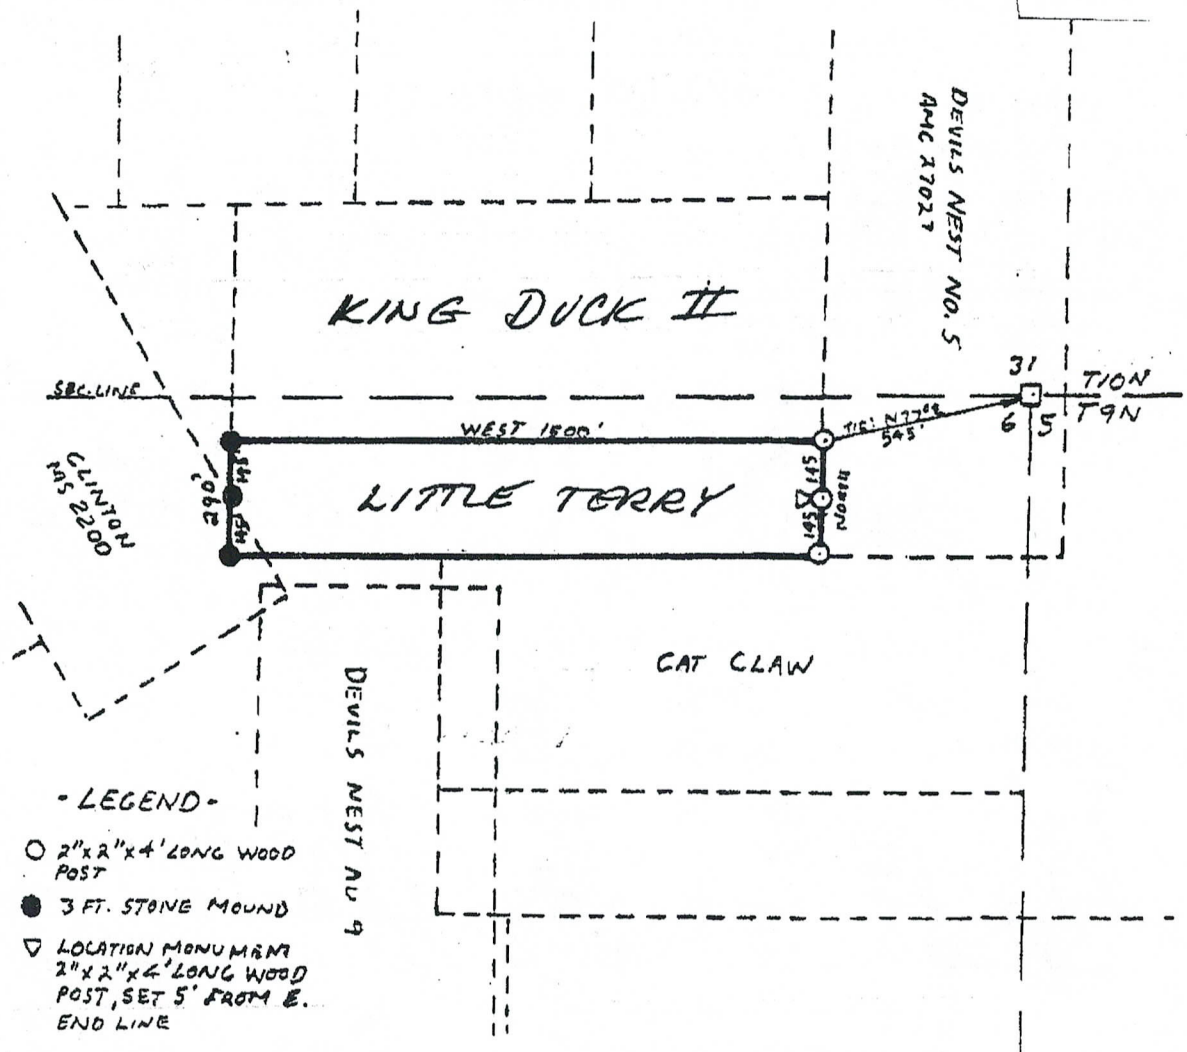 DEVILS NEST NO. 5
AMC 27027
KING DUCK II
31
SEC. LINE
T10N
6 5 T9N
TIE: N77°E
545'
WEST 1500'
145
145
NORTH
LITTLE TERRY
145
145
290'
CLINTON
MS 2200
CAT CLAW
DEVILS NEST NO 9
- LEGEND -
2"x2"x4' LONG WOOD
POST
3 FT. STONE MOUND
LOCATION MONUMENT
2"x2"x4' LONG WOOD
POST, SET 5' FROM E.
END LINE